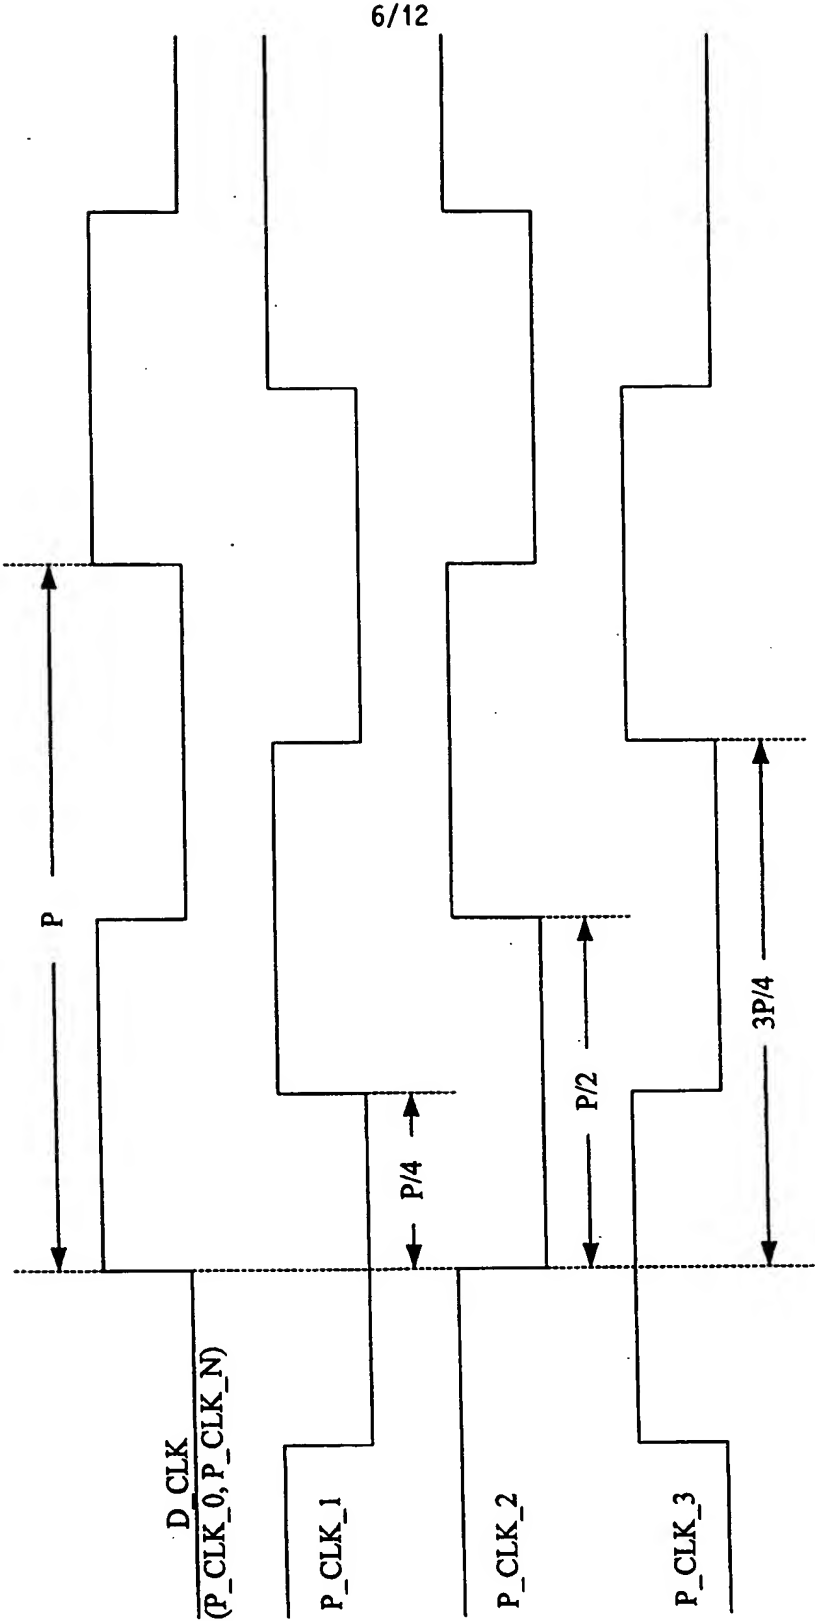 6/12
P
D_CLK
(P_CLK_0, P_CLK_N)
P_CLK_1
P/4
P_CLK_2
P/2
P_CLK_3
3P/4